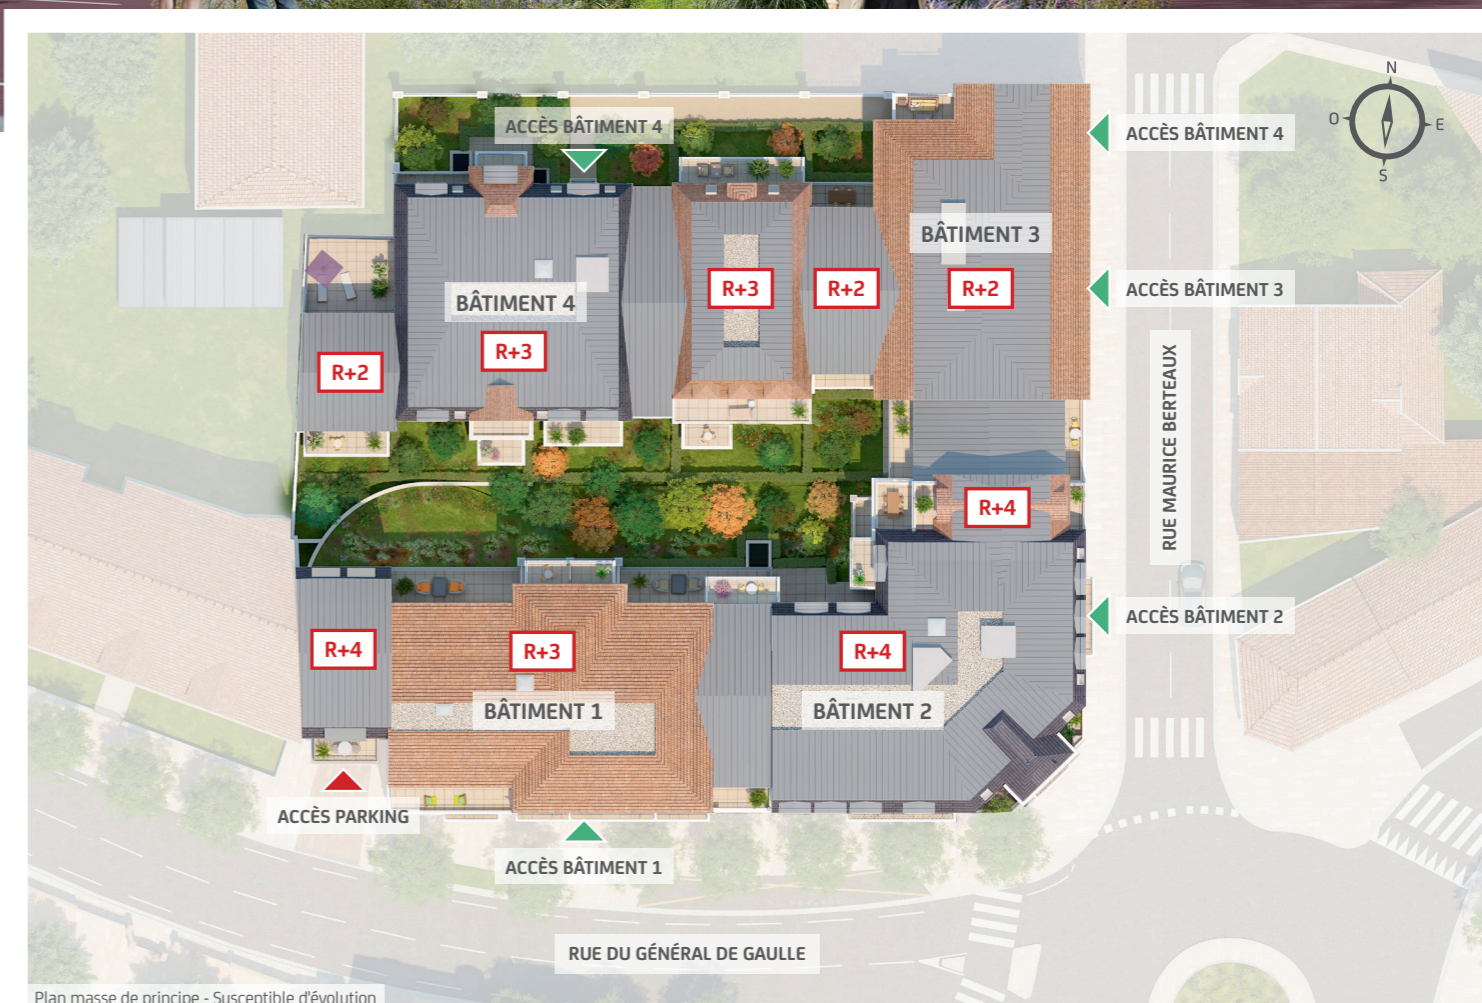 N
O
E
S
ACCÈS BÂTIMENT 4
ACCÈS BÂTIMENT 4
BÂTIMENT 3
R+3
R+2
R+2
ACCÈS BÂTIMENT 3
BÂTIMENT 4
R+3
R+2
RUE MAURICE BERTEAUX
R+4
ACCÈS BÂTIMENT 2
R+4
R+3
R+4
BÂTIMENT 1
BÂTIMENT 2
ACCÈS PARKING
ACCÈS BÂTIMENT 1
RUE DU GÉNÉRAL DE GAULLE
Plan masse de principe - Susceptible d'évolution